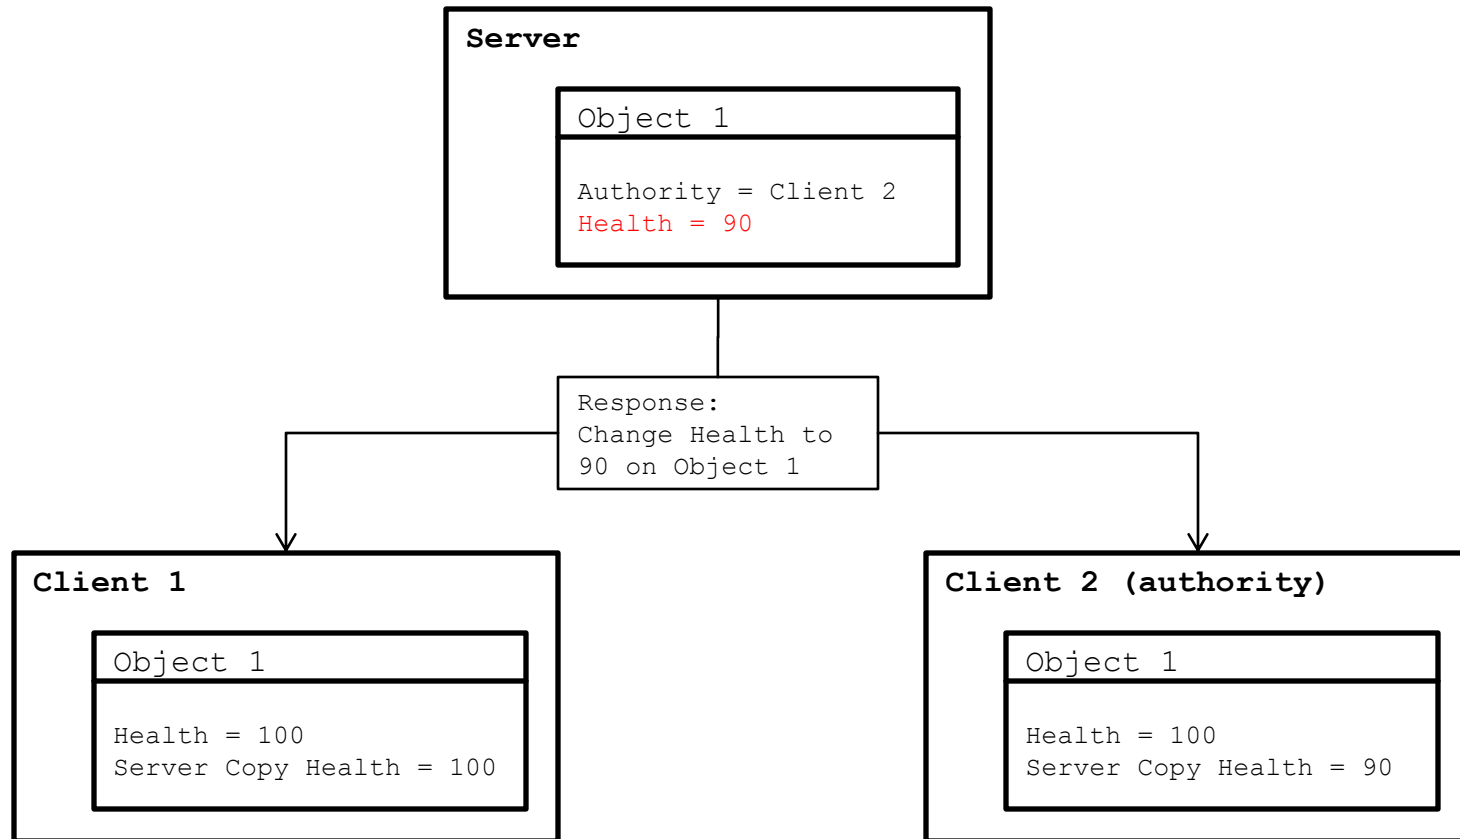 Server
Object 1
Authority = Client 2
Health = 90
Response:
Change Health to
90 on Object 1
Client 1
Object 1
Health = 100
Server Copy Health = 100
Client 2 (authority)
Object 1
Health = 100
Server Copy Health = 90